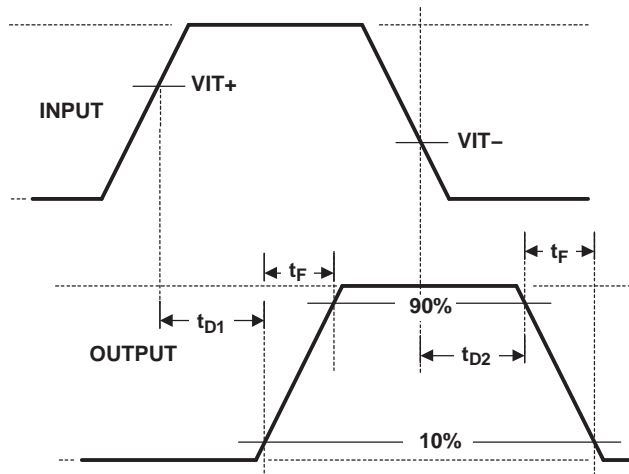 VIT+
INPUT
VIT–
tF
tF
90%
tD1
OUTPUT
tD2
10%